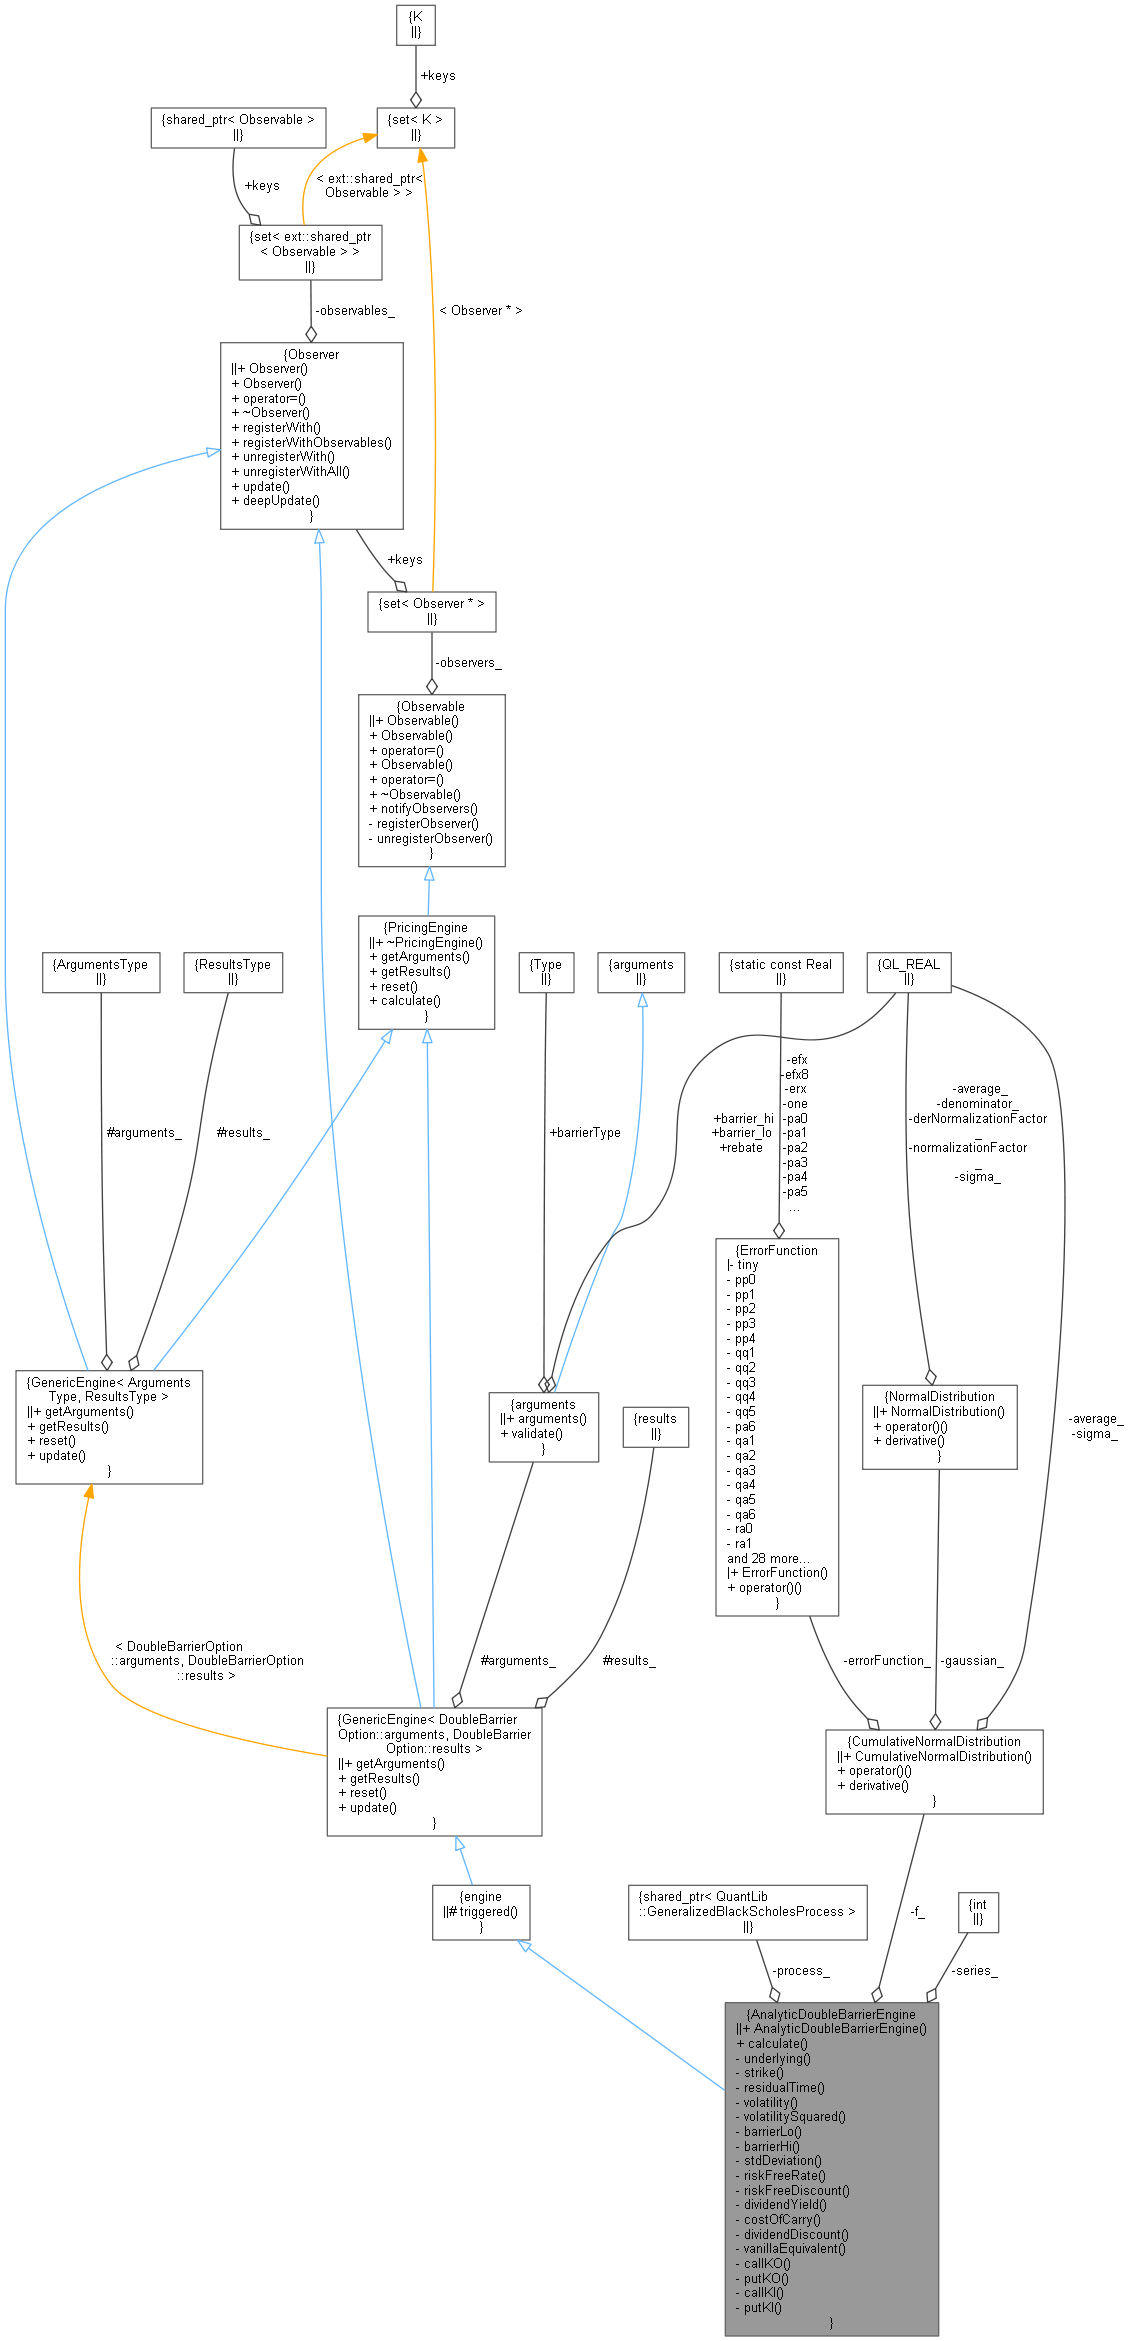 {K
||}
+keys
{shared_ptr< Observable >
||}
{set< K >
||}
+keys
< ext::shared_ptr<
Observable > >
{set< ext::shared_ptr
< Observable > >
||}
-observables_
< Observer * >
{Observer
||+ Observer()
+ Observer()
+ operator=()
+ ~Observer()
+ registerWith()
+ registerWithObservables()
+ unregisterWith()
+ unregisterWithAll()
+ update()
+ deepUpdate()
}
+keys
{set< Observer * >
||}
-observers_
{Observable
||+ Observable()
+ Observable()
+ operator=()
+ Observable()
+ operator=()
+ ~Observable()
+ notifyObservers()
- registerObserver()
- unregisterObserver()
}
{PricingEngine
||+ ~PricingEngine()
+ getArguments()
+ getResults()
+ reset()
+ calculate()
}
{ArgumentsType
||}
{ResultsType
||}
{Type
||}
{arguments
||}
{static const Real
||}
{QL_REAL
||}
#arguments_
#results_
+barrierType
+barrier_hi
+barrier_lo
+rebate
-efx
-efx8
-erx
-one
-pa0
-pa1
-pa2
-pa3
-pa4
-pa5
...
-average_
-denominator_
-derNormalizationFactor
_
-normalizationFactor
_
-sigma_
{GenericEngine< Arguments
Type, ResultsType >
||+ getArguments()
+ getResults()
+ reset()
+ update()
}
{arguments
||+ arguments()
+ validate()
}
{results
||}
{ErrorFunction
|- tiny
- pp0
- pp1
- pp2
- pp3
- pp4
- qq1
- qq2
- qq3
- qq4
- qq5
- pa6
- qa1
- qa2
- qa3
- qa4
- qa5
- qa6
- ra0
- ra1
and 28 more...
|+ ErrorFunction()
+ operator()()
}
{NormalDistribution
||+ NormalDistribution()
+ operator()()
+ derivative()
}
-average_
-sigma_
< DoubleBarrierOption
::arguments, DoubleBarrierOption
::results >
#arguments_
#results_
-errorFunction_
-gaussian_
{GenericEngine< DoubleBarrier
Option::arguments, DoubleBarrier
Option::results >
||+ getArguments()
+ getResults()
+ reset()
+ update()
}
{CumulativeNormalDistribution
||+ CumulativeNormalDistribution()
+ operator()()
+ derivative()
}
{engine
||# triggered()
}
{shared_ptr< QuantLib
::GeneralizedBlackScholesProcess >
||}
-f_
{int
||}
-process_
-series_
{AnalyticDoubleBarrierEngine
||+ AnalyticDoubleBarrierEngine()
+ calculate()
- underlying()
- strike()
- residualTime()
- volatility()
- volatilitySquared()
- barrierLo()
- barrierHi()
- stdDeviation()
- riskFreeRate()
- riskFreeDiscount()
- dividendYield()
- costOfCarry()
- dividendDiscount()
- vanillaEquivalent()
- callKO()
- putKO()
- callKI()
- putKI()
}